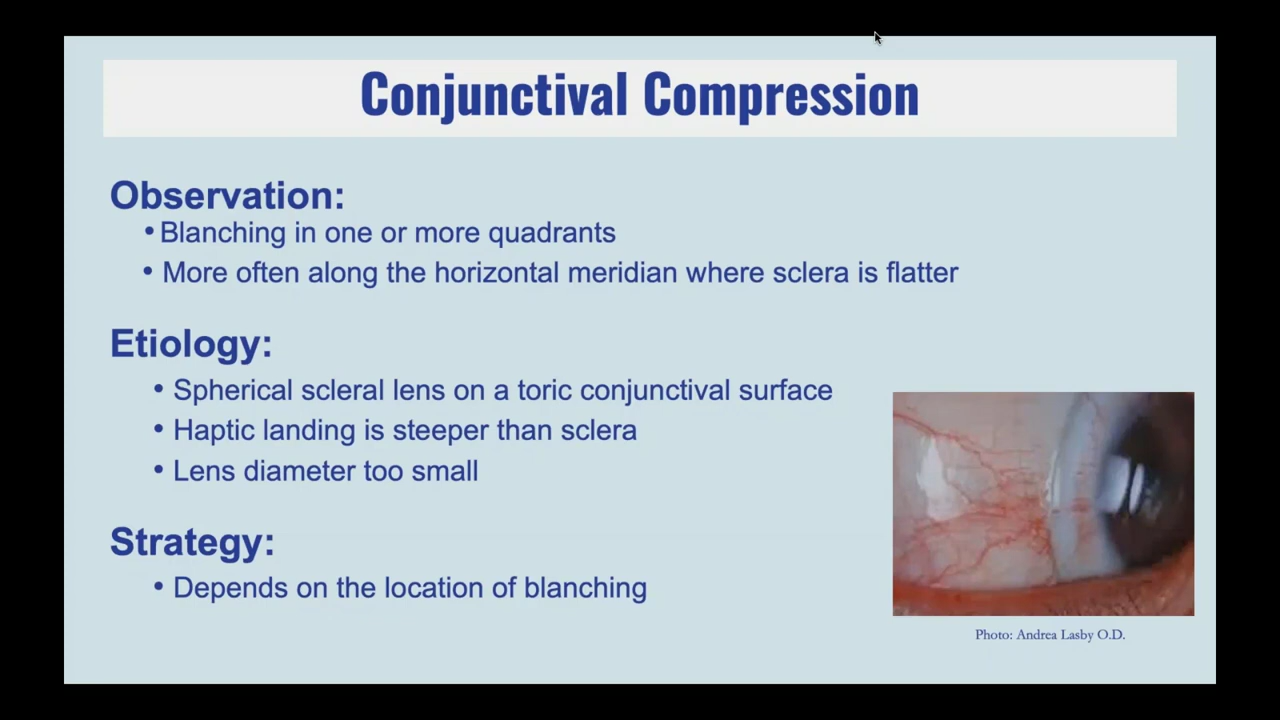 Conjunctival Compression
Observation:
• Blanching in one or more quadrants
• More often along the horizontal meridian where sclera is flatter
Etiology:
• Spherical scleral lens on a toric conjunctival surface
• Haptic landing is steeper than sclera
• Lens diameter too small
Strategy:
• Depends on the location of blanching
Photo: Andrea Lasby O.D.